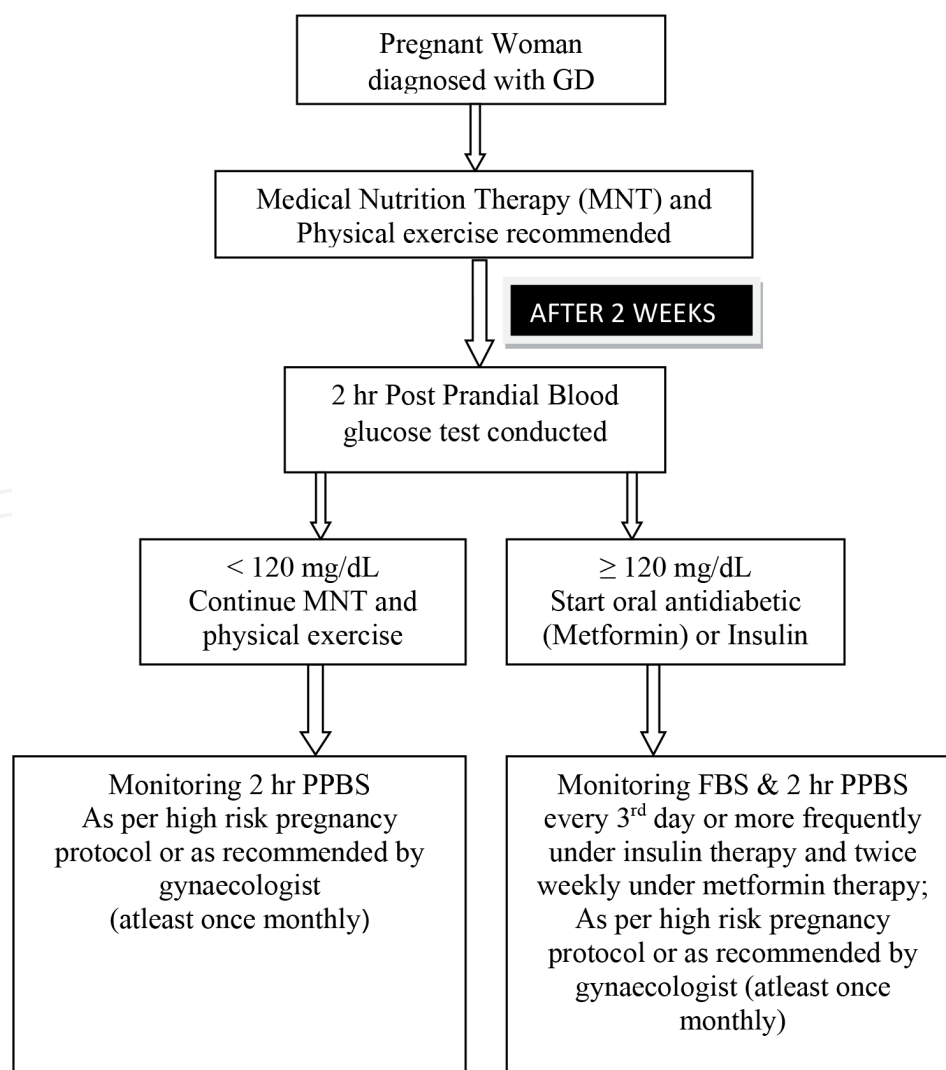 Pregnant Woman
diagnosed with GD
Medical Nutrition Therapy (MNT) and
Physical exercise recommended
AFTER 2 WEEKS
2 hr Post Prandial Blood
glucose test conducted
< 120 mg/dL
Continue MNT and
physical exercise
≥ 120 mg/dL
Start oral antidiabetic
(Metformin) or Insulin
Monitoring 2 hr PPBS
As per high risk pregnancy
protocol or as recommended by
gynaecologist
(atleast once monthly)
Monitoring FBS & 2 hr PPBS
every 3rd day or more frequently
under insulin therapy and twice
weekly under metformin therapy;
As per high risk pregnancy
protocol or as recommended by
gynaecologist (atleast once
monthly)